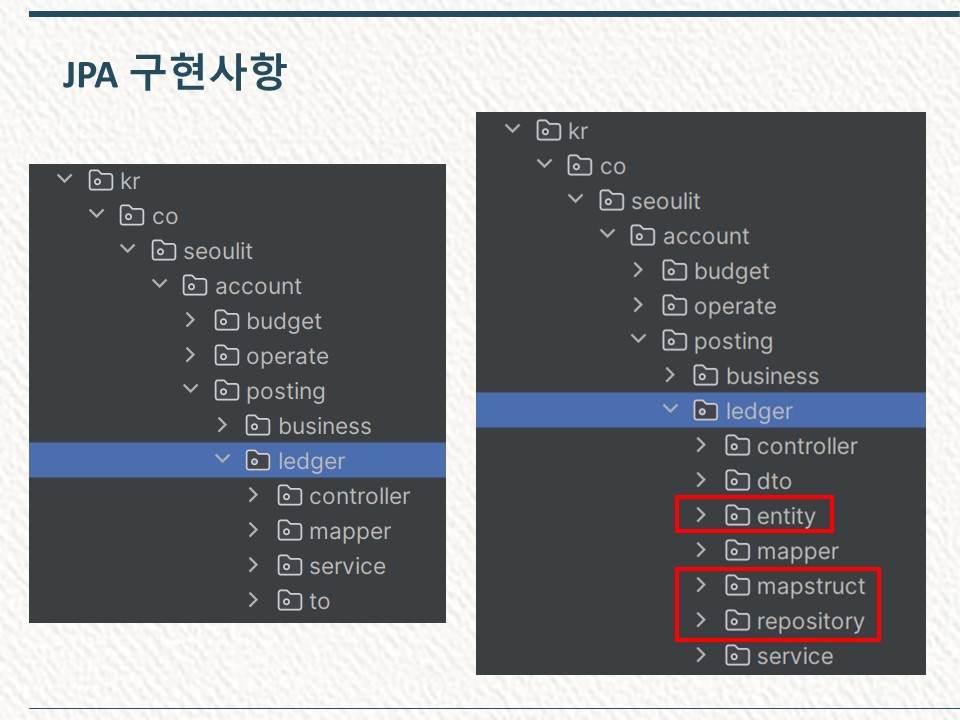 JPA 구현사항
kr
co
seoulit
account
budget
operate
posting
business
ledger
controller
mapper
service
to
kr
co
seoulit
account
budget
operate
posting
business
ledger
controller
dto
entity
mapper
mapstruct
repository
service